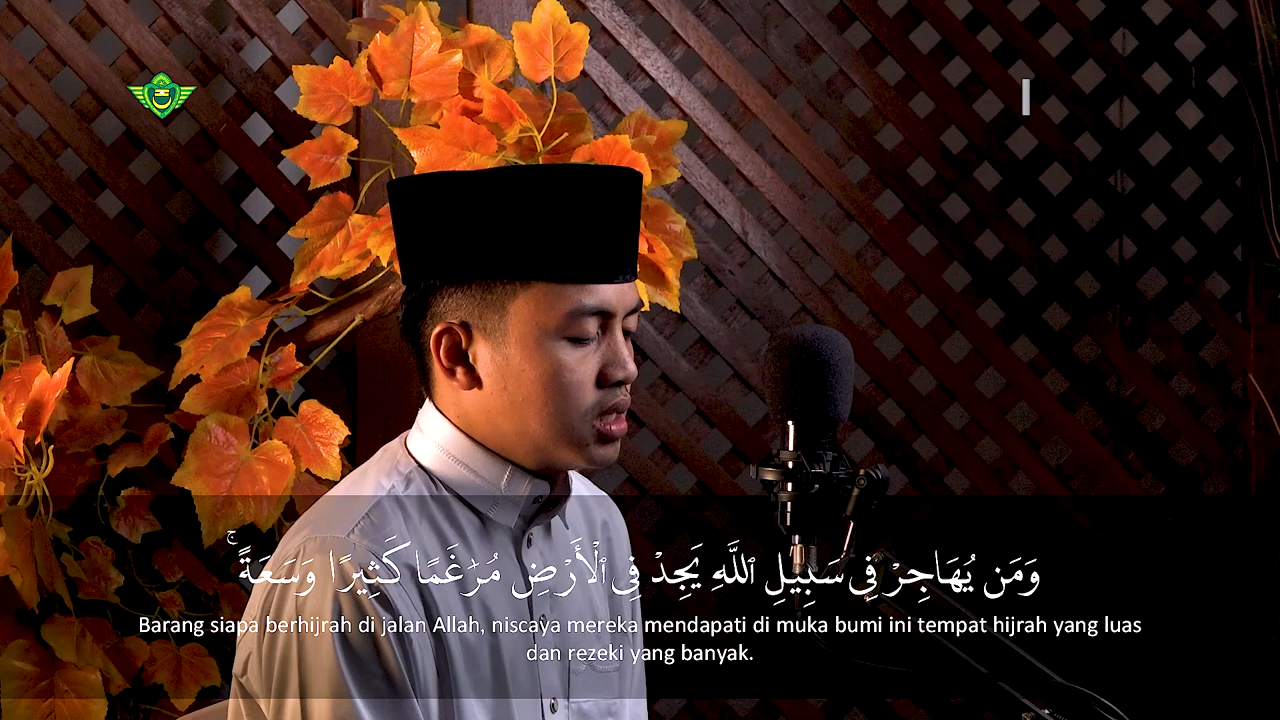 وَمَن يُهَاجِرْ فِى سَبِيلِ ٱللَّهِ يَجِدْ فِى ٱلْأَرْضِ مُرَٰغَمًا كَثِيرًا وَسَعَةً ۚ
Barang siapa berhijrah di jalan Allah, niscaya mereka mendapati di muka bumi ini tempat hijrah yang luas
dan rezeki yang banyak.